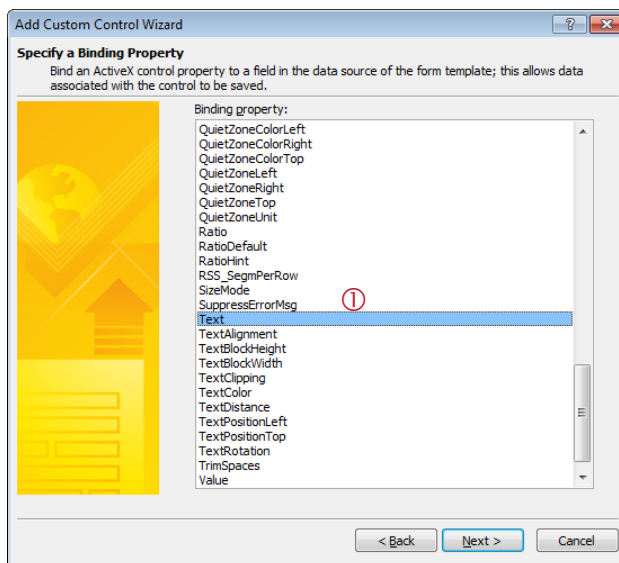 Add Custom Control Wizard
Specify a Binding Property
Bind an ActiveX control property to a field in the data source of the form template; this allows data
associated with the control to be saved.
Binding property:
QuietZoneColorLeft
QuietZoneColorRight
QuietZoneColorTop
QuietZoneLeft
QuietZoneRight
QuietZoneTop
QuietZoneUnit
Ratio
RatioDefault
RatioHint
RSS_SegmPerRow
SizeMode
SuppressErrorMsg
①
Text
TextAlignment
TextBlockHeight
TextBlockWidth
TextClipping
TextColor
TextDistance
TextPositionLeft
TextPositionTop
TextRotation
TrimSpaces
Value
< Back Next > Cancel